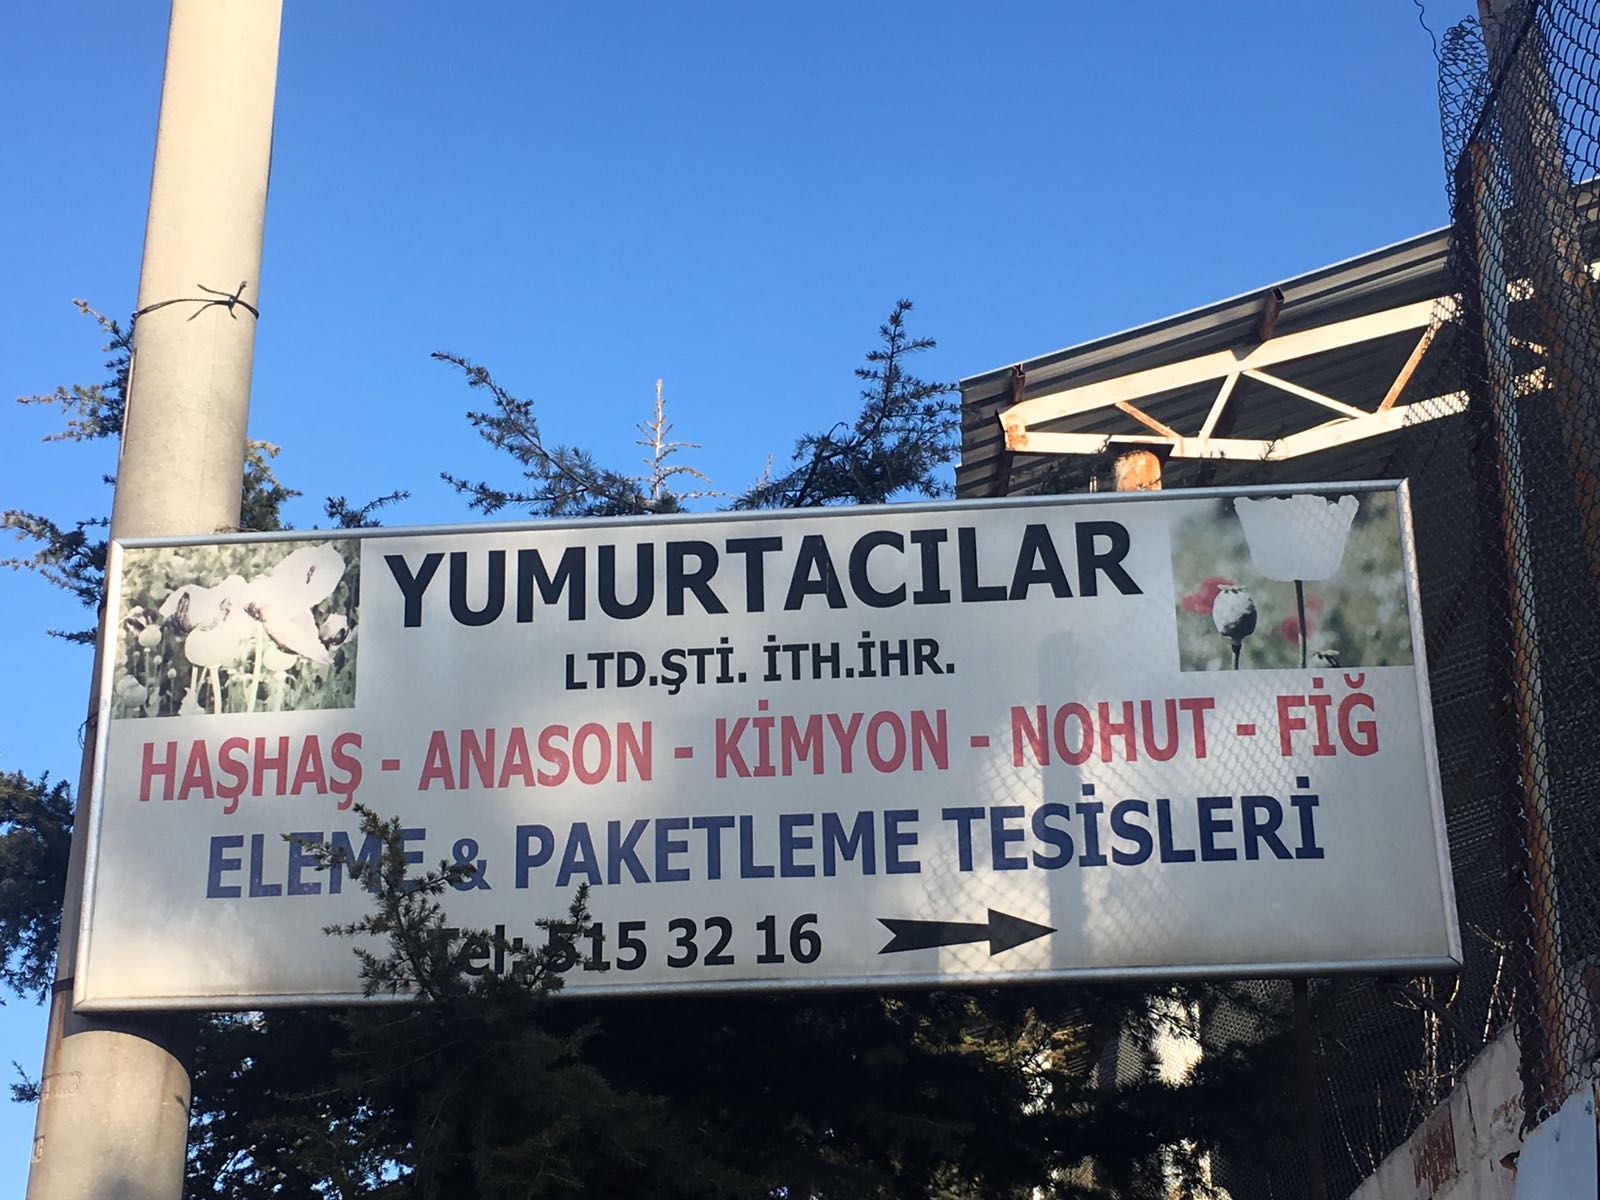 YUMURTACILAR
LTD.ŞTİ. İTH.İHR.
HAŞHAŞ - ANASON - KİMYON - NOHUT - FİĞ
ELEME & PAKETLEME TESİSLERİ
Tel: 515 32 16